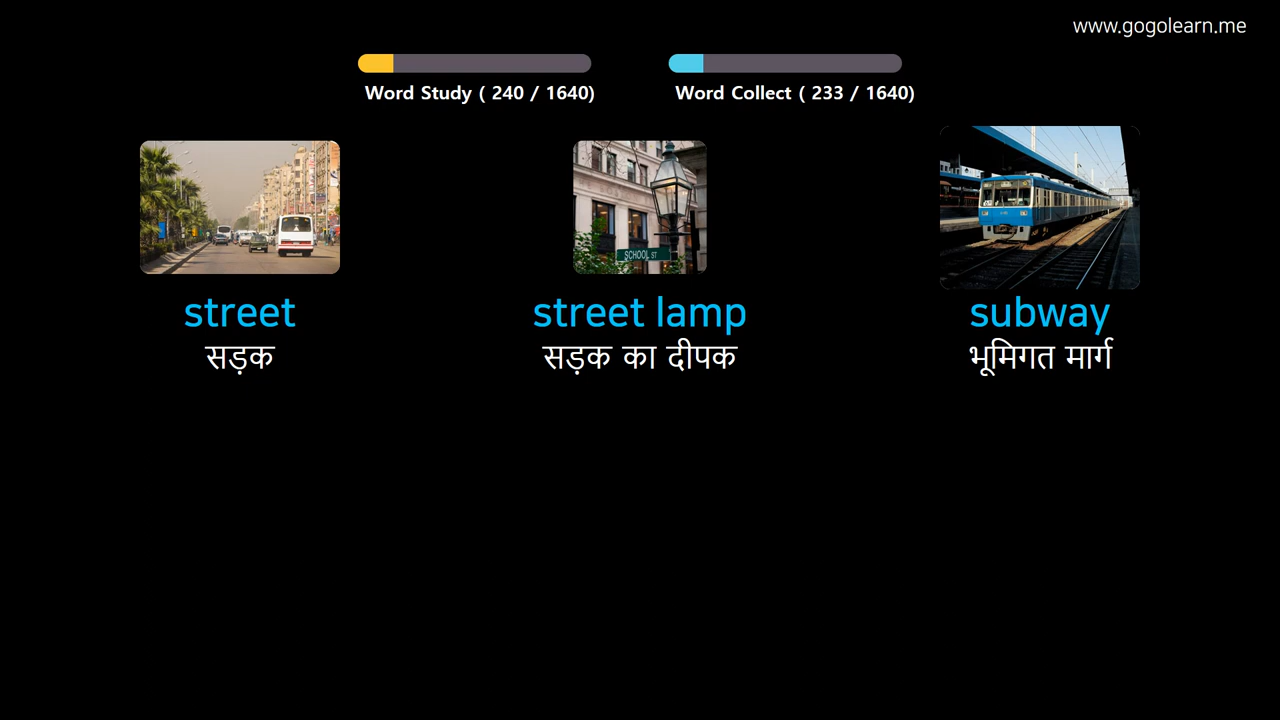 www.gogolearn.me
Word Study ( 240 / 1640)
Word Collect ( 233 / 1640)
SCHOOL ST
street
street lamp
subway
सड़क
सड़क का दीपक
भूमिगत मार्ग